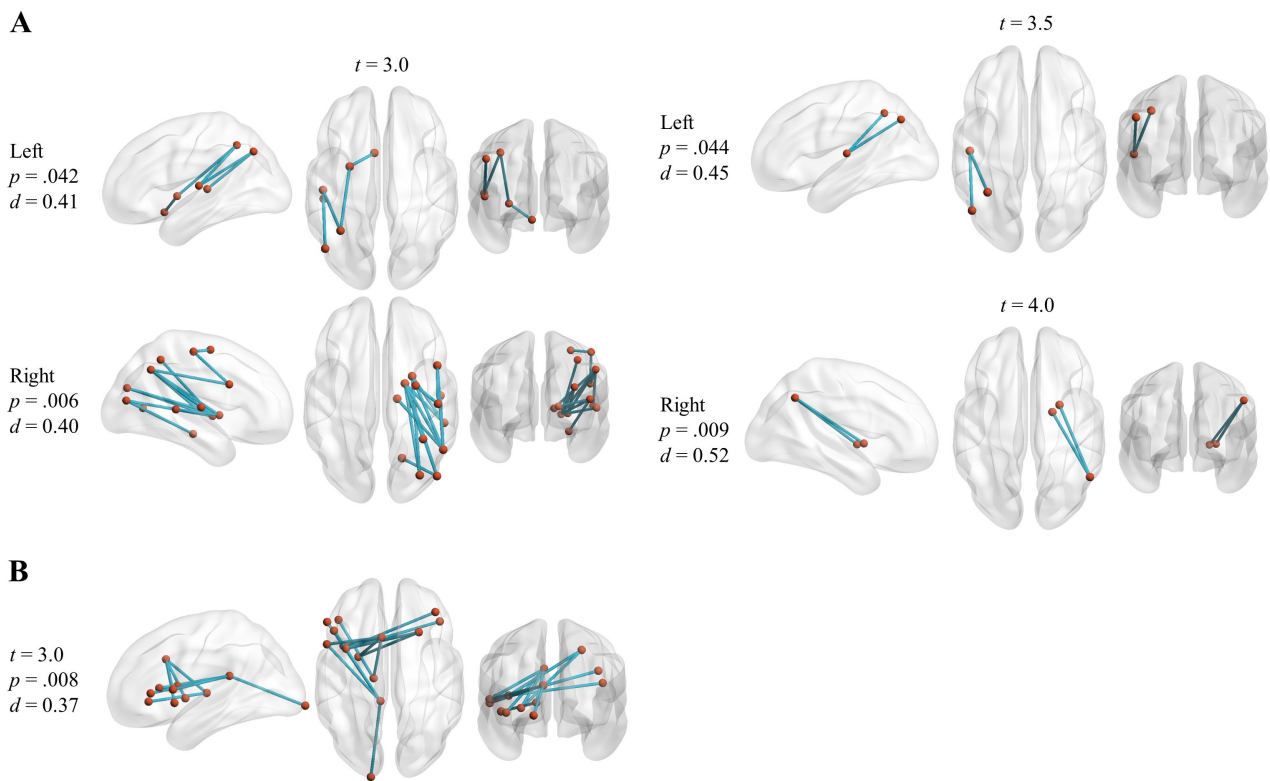 A
t = 3.0
Left
p = .042
d = 0.41
Right
p = .006
d = 0.40
t = 3.5
Left
p = .044
d = 0.45
t = 4.0
Right
p = .009
d = 0.52
B
t = 3.0
p = .008
d = 0.37